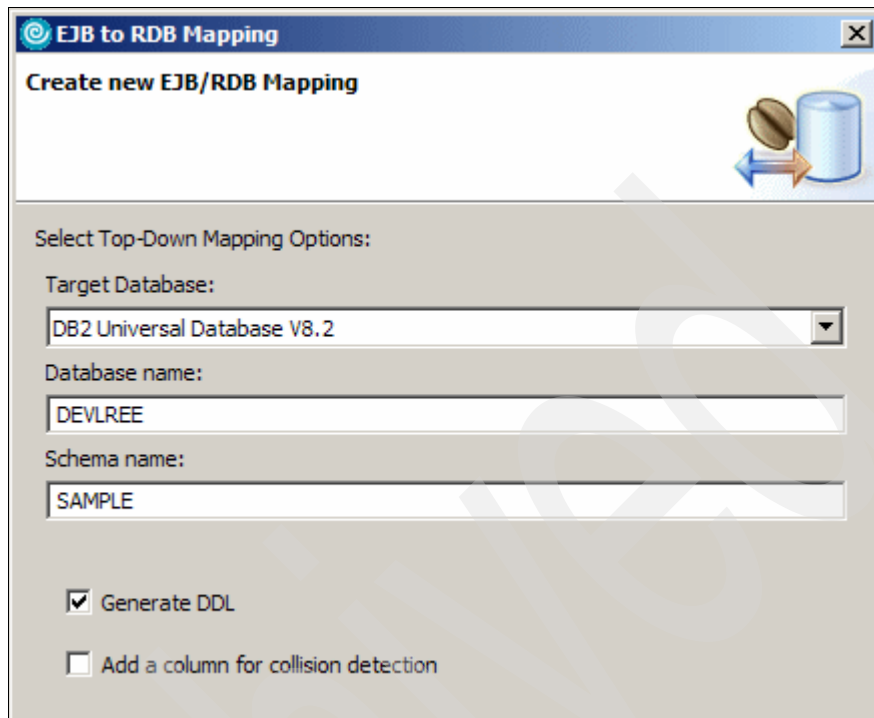 EJB to RDB Mapping
Create new EJB/RDB Mapping
Select Top-Down Mapping Options:
Target Database:
DB2 Universal Database V8.2
Database name:
DEVLREE
Schema name:
SAMPLE
Generate DDL
Add a column for collision detection